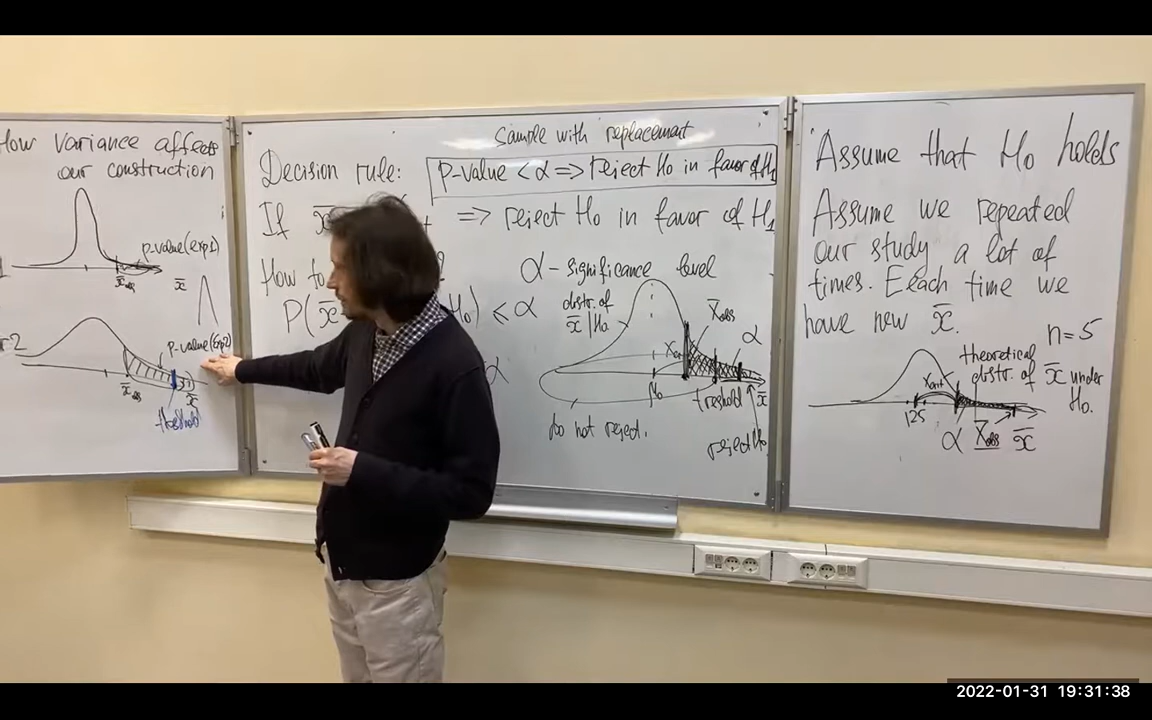 How variance affects
our construction
p-value(exp1)
x̄obs
x̄
p-value(exp2)
x̄obs
x̄
threshold
sample with replacement
Decision rule:
p-value < α ⇒ reject H0 in favor of H1
If x̄
⇒ reject H0 in favor of H1
How to
α - significance level
P(x̄
H0) ≤ α
α
distr. of
x̄|H0
x̄obs
α
xcrit
μ0
treshold
x̄
Do not reject.
reject H0
Assume that H0 holds
Assume we repeated
our study a lot of
times. Each time we
have new x̄.
n=5
theoretical
distr. of x̄ under
H0.
xcrit
125
α
x̄obs
x̄
2022-01-31 19:31:38